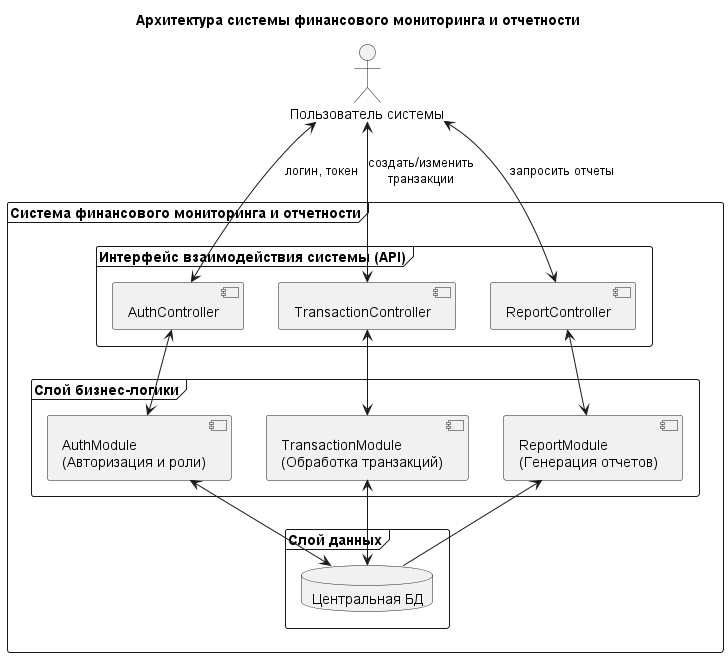 Архитектура системы финансового мониторинга и отчетности
Пользователь системы
логин, токен
создать/изменить
транзакции
запросить отчеты
Система финансового мониторинга и отчетности
Интерфейс взаимодействия системы (API)
AuthController
TransactionController
ReportController
Слой бизнес-логики
AuthModule
(Авторизация и роли)
TransactionModule
(Обработка транзакций)
ReportModule
(Генерация отчетов)
Слой данных
Центральная БД